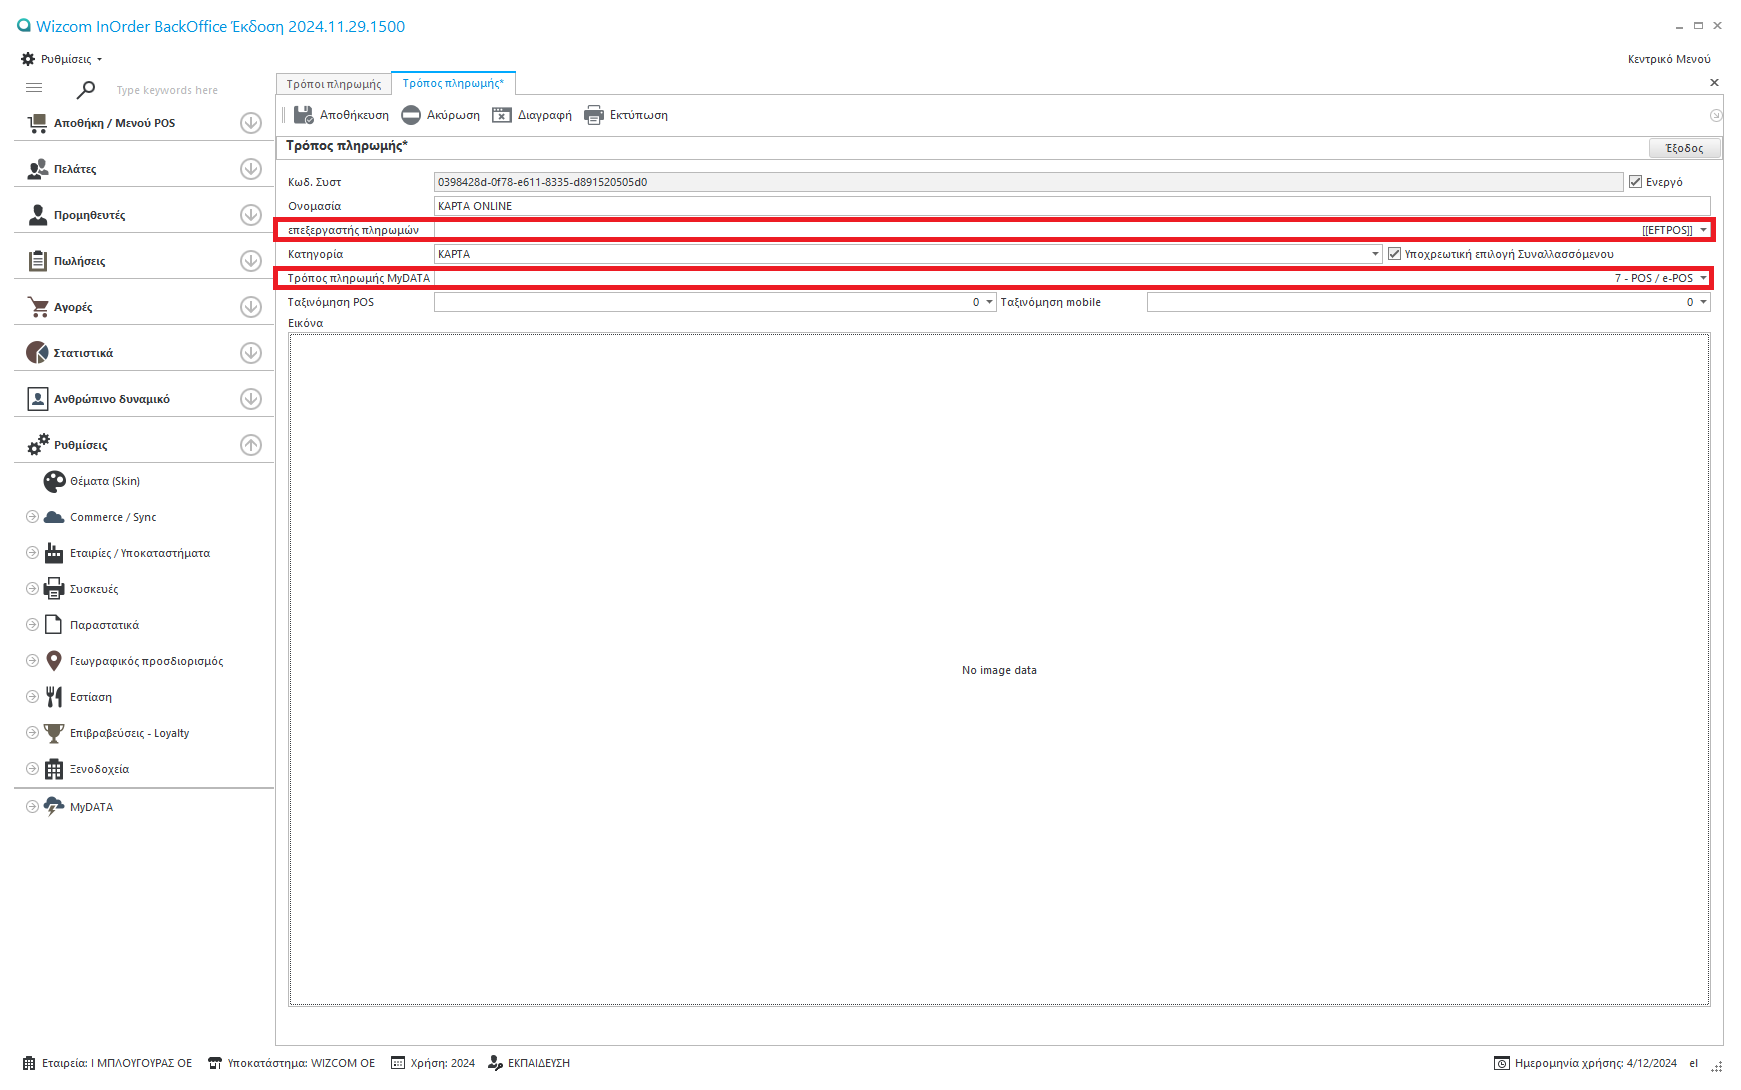 Wizcom InOrder BackOffice Έκδοση 2024.11.29.1500
Ρυθμίσεις
Κεντρικό Μενού
Type keywords here
Τρόποι πληρωμής
Τρόπος πληρωμής*
Αποθήκευση
Ακύρωση
Διαγραφή
Εκτύπωση
Τρόπος πληρωμής*
Έξοδος
Κωδ. Συστ
0398428d-0f78-e611-8335-d891520505d0
Ενεργό
Ονομασία
ΚΑΡΤΑ ONLINE
επεξεργαστής πληρωμών
[[EFTPOS]]
Κατηγορία
ΚΑΡΤΑ
Υποχρεωτική επιλογή Συναλλασσόμενου
Τρόπος πληρωμής MyDATA
7 - POS / e-POS
Ταξινόμηση POS
0
Ταξινόμηση mobile
0
Εικόνα
No image data
Αποθήκη / Μενού POS
Πελάτες
Προμηθευτές
Πωλήσεις
Αγορές
Στατιστικά
Ανθρώπινο δυναμικό
Ρυθμίσεις
Θέματα (Skin)
Commerce / Sync
Εταιρίες / Υποκαταστήματα
Συσκευές
Παραστατικά
Γεωγραφικός προσδιορισμός
Εστίαση
Επιβραβεύσεις - Loyalty
Ξενοδοχεία
MyDATA
Εταιρεία: Ι ΜΠΛΟΥΓΟΥΡΑΣ ΟΕ
Υποκατάστημα: WIZCOM OE
Χρήση: 2024
ΕΚΠΑΙΔΕΥΣΗ
Ημερομηνία χρήσης: 4/12/2024
el